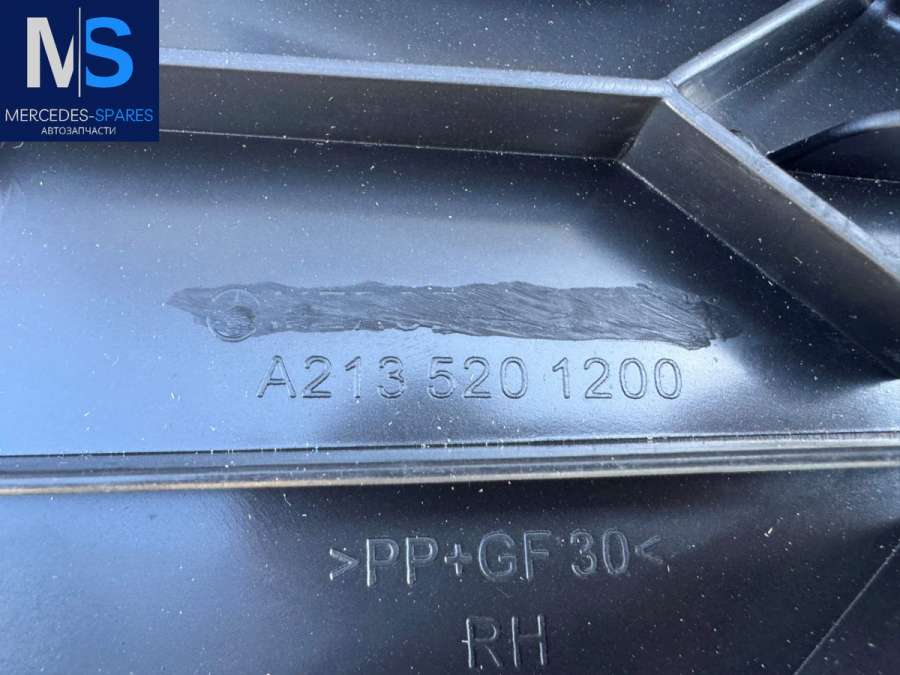 MS
MERCEDES-SPARES
АВТОЗАПЧАСТИ
A213 520 1200
>PP+GF30<
RH